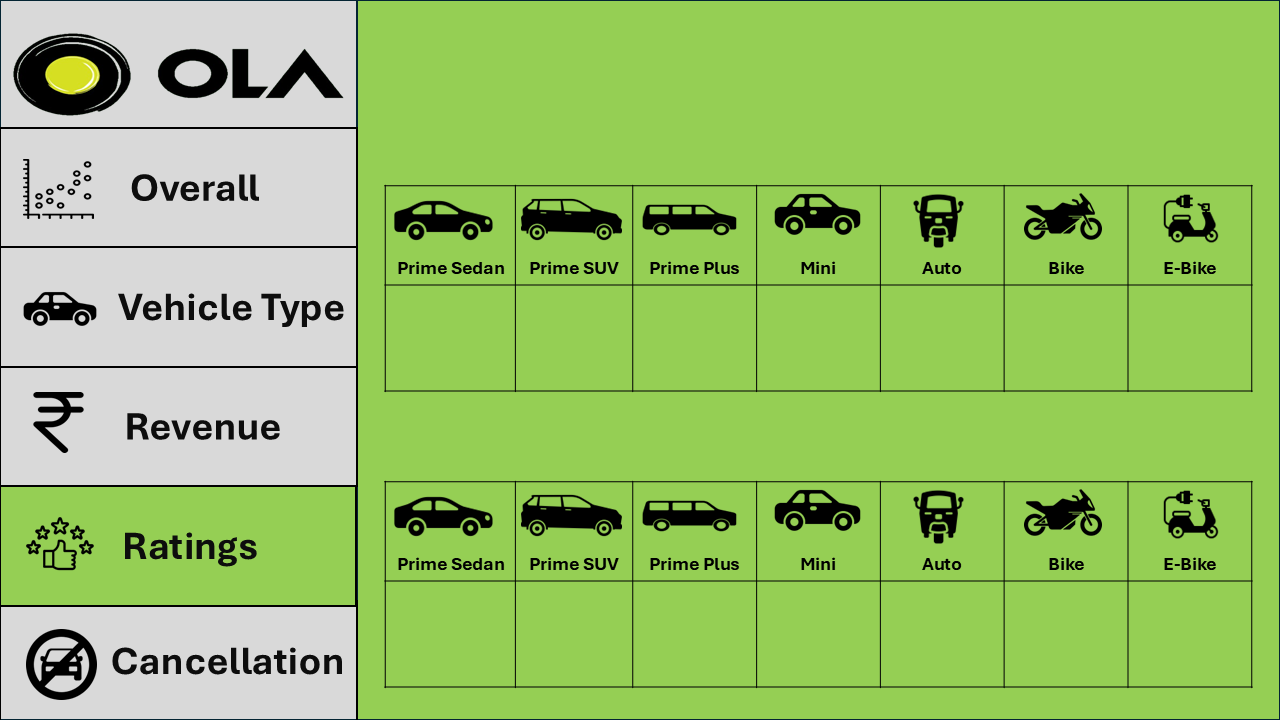 OLA
Overall
Vehicle Type
Revenue
Ratings
Cancellation
Prime Sedan Prime SUV Prime Plus Mini Auto Bike E-Bike
Prime Sedan Prime SUV Prime Plus Mini Auto Bike E-Bike